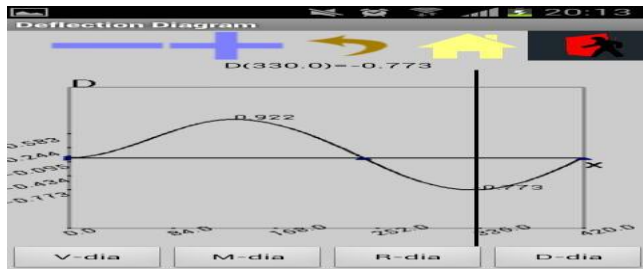 20:13
Deflection Diagram
D(330.0)=-0.773
D
0.922
0.583
0.244
-0.095
-0.434
-0.773
-0.773
x
0.0
84.0
168.0
252.0
336.0
420.0
V-dia
M-dia
R-dia
D-dia